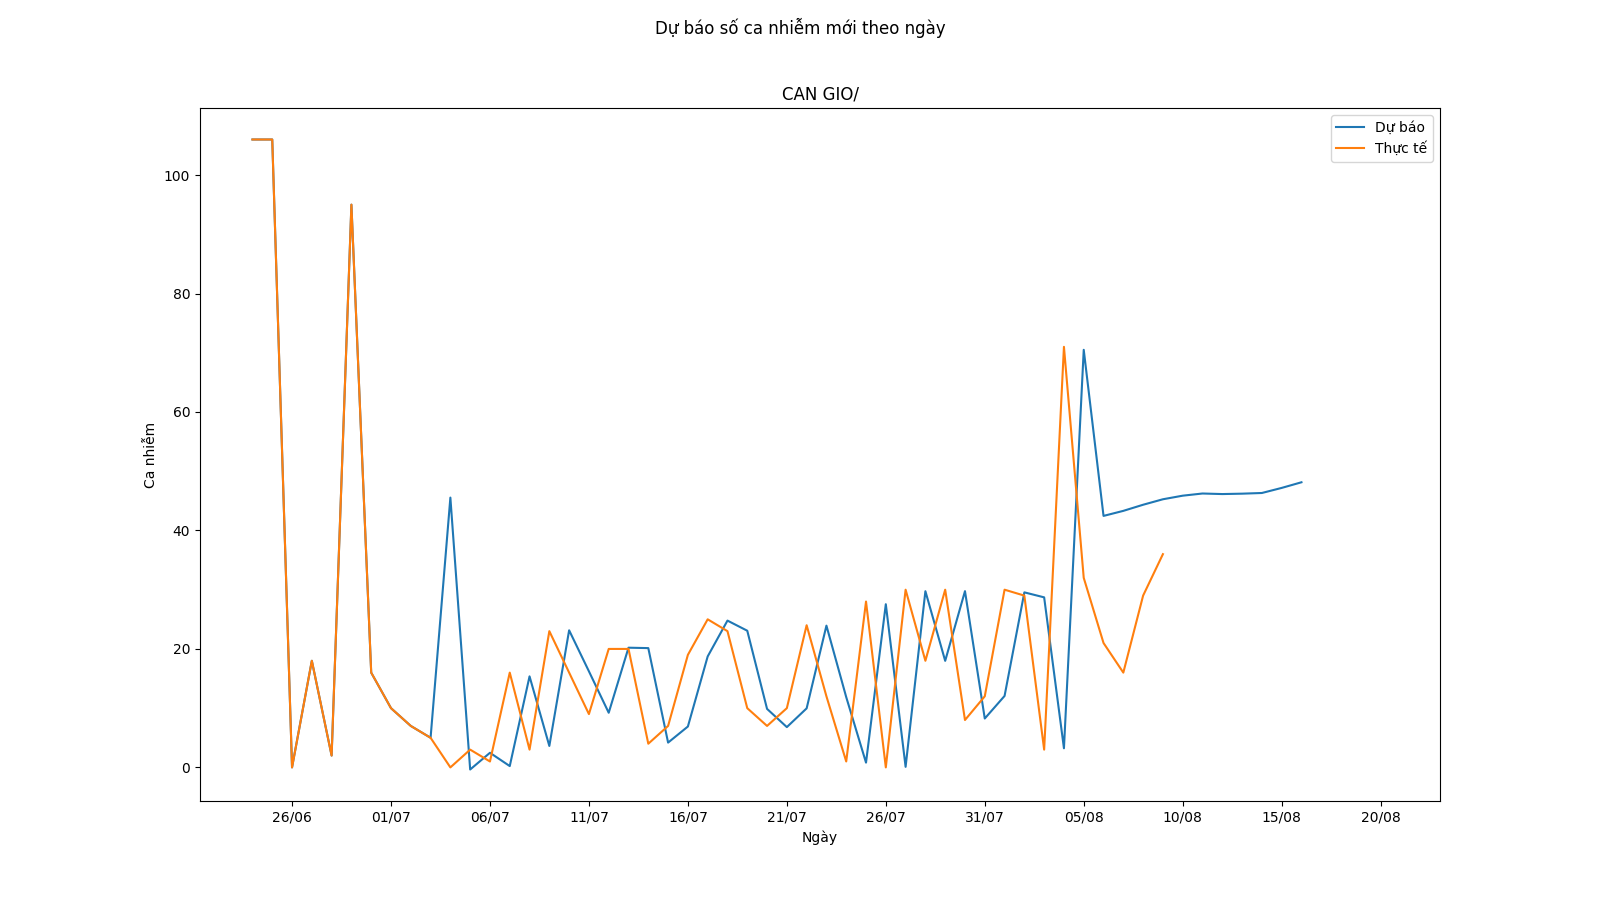 Dự báo số ca nhiễm mới theo ngày
CAN GIO/
Dự báo
Thực tế
100
80
60
40
20
0
Ca nhiễm
26/06 01/07 06/07 11/07 16/07 21/07 26/07 31/07 05/08 10/08 15/08 20/08
Ngày